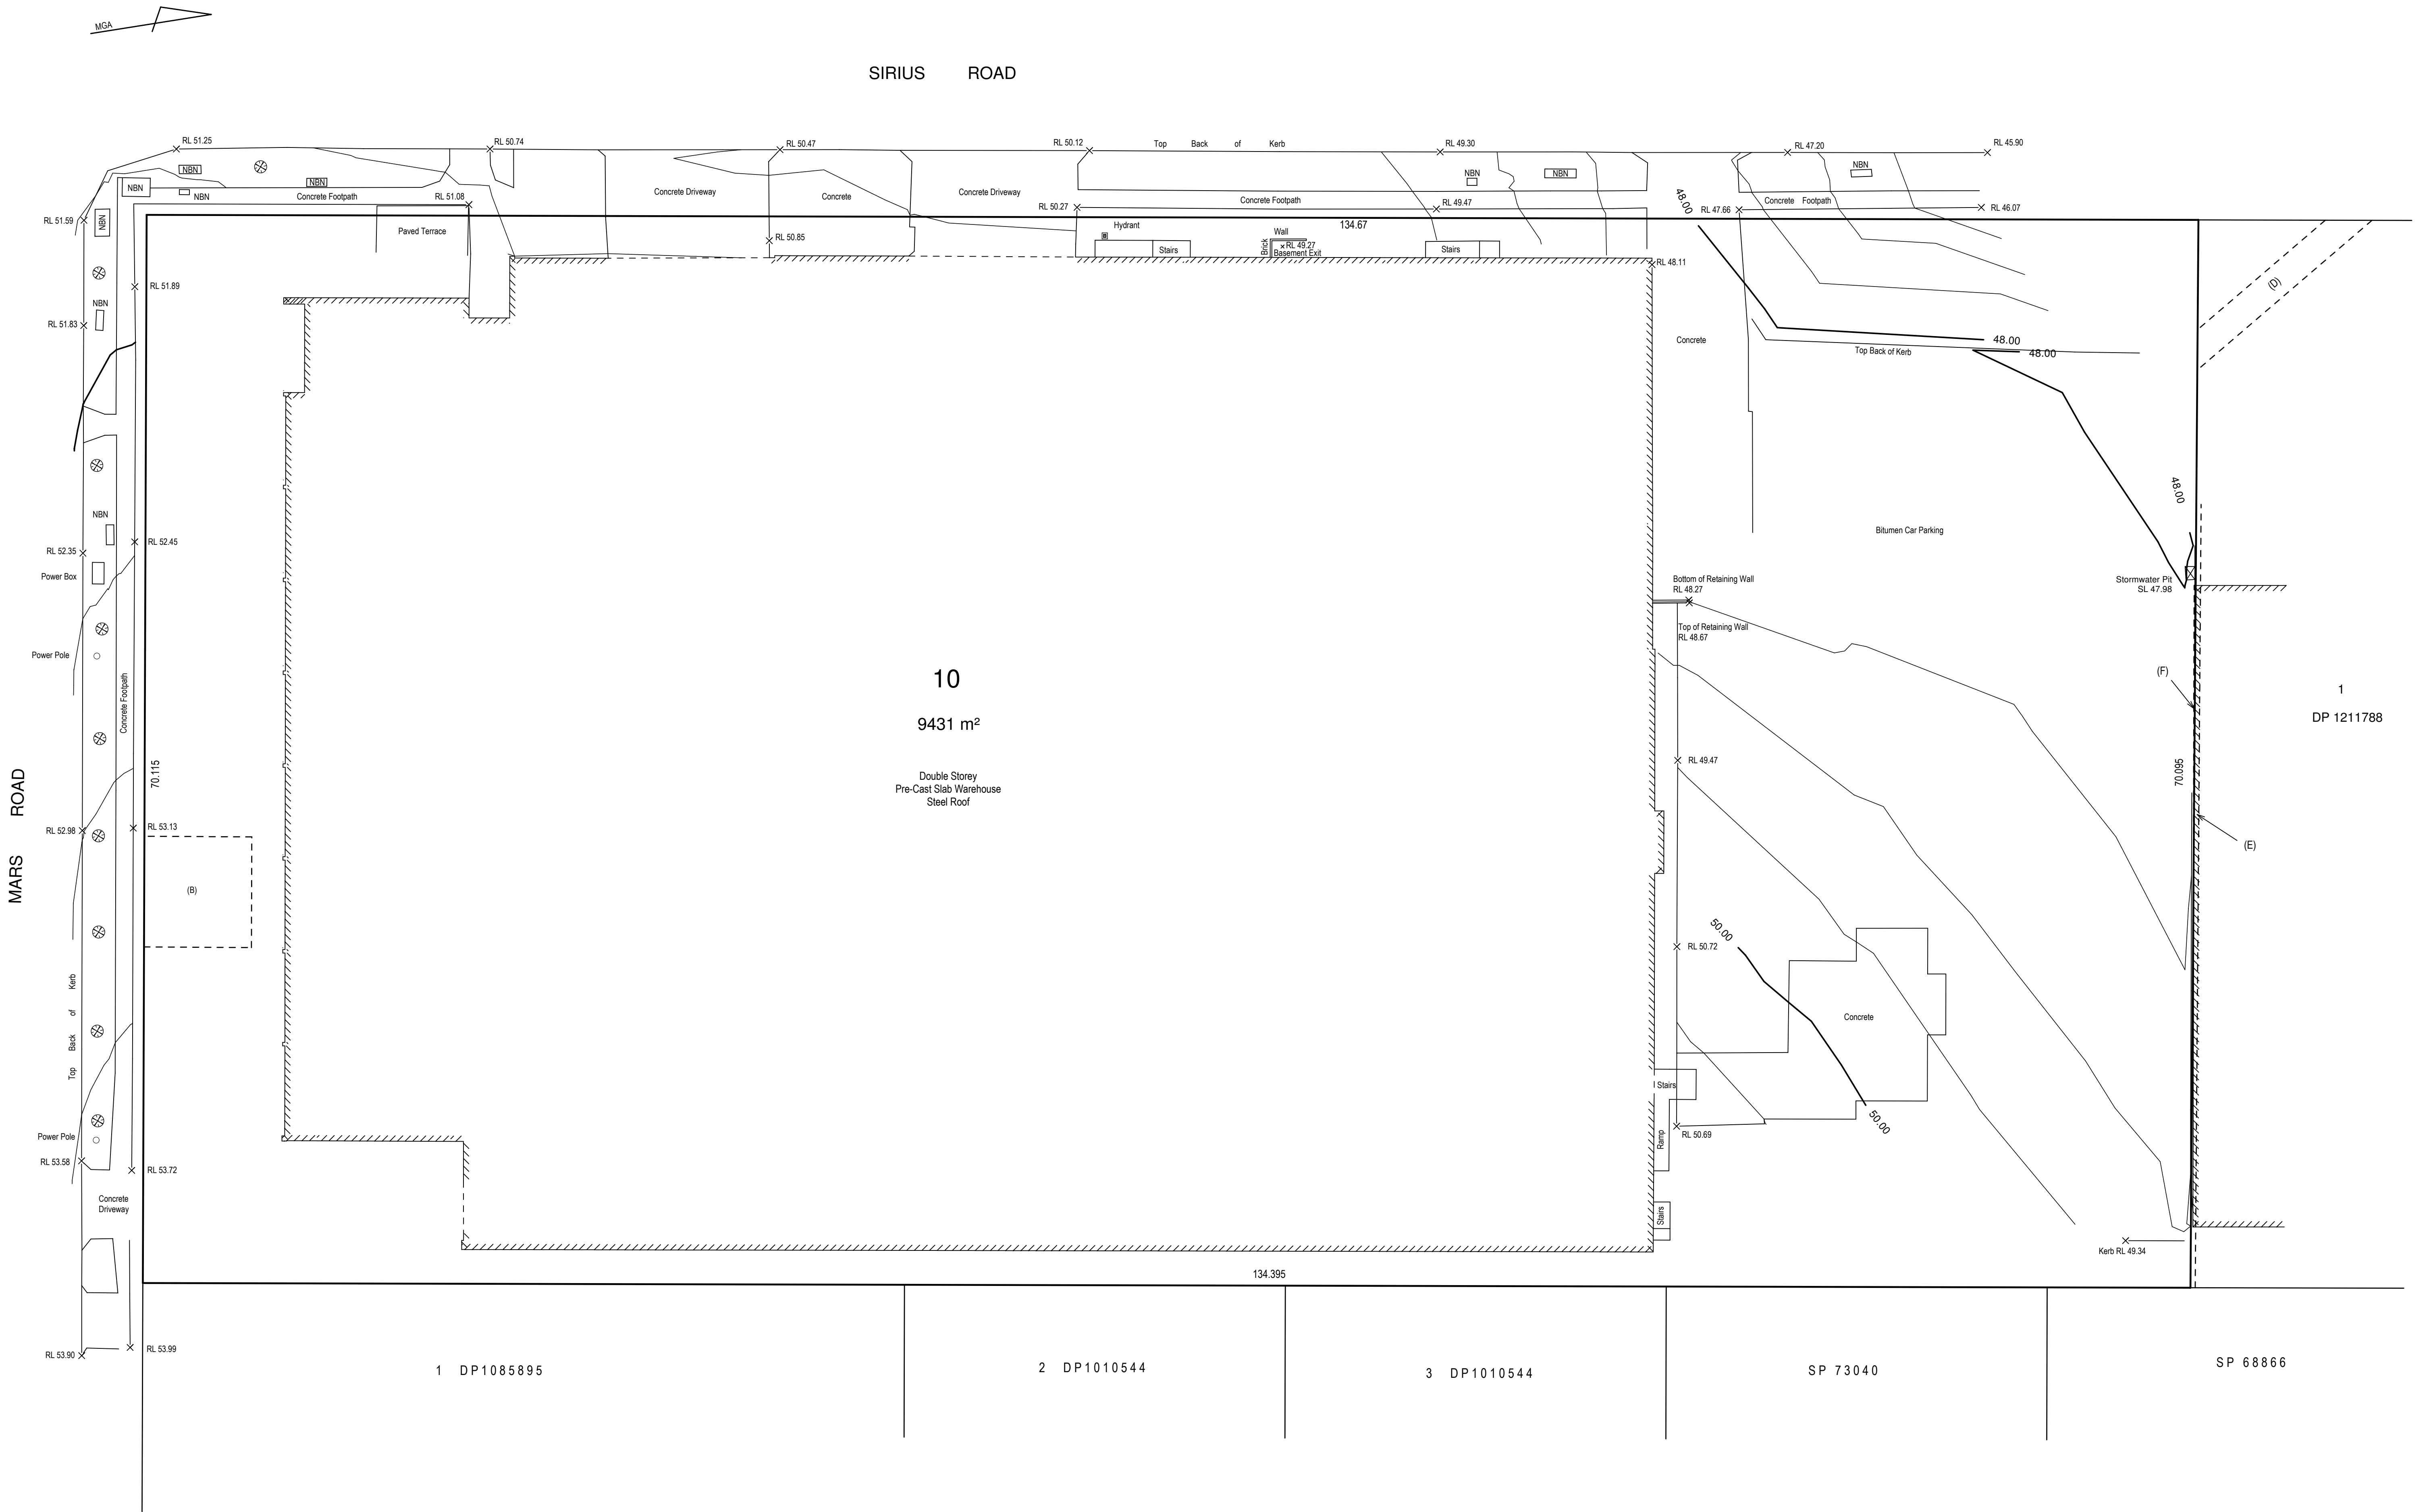 MGA
SIRIUS ROAD
RL 51.25
RL 50.74
RL 50.47
RL 50.12
Top Back of Kerb
RL 49.30
RL 47.20
RL 45.90
NBN
NBN
NBN
NBN
NBN
NBN
NBN
Concrete Footpath
RL 51.08
Concrete Driveway
Concrete
Concrete Driveway
RL 50.27
Concrete Footpath
RL 49.47
48.00
RL 47.66
Concrete Footpath
RL 46.07
RL 51.59
NBN
Paved Terrace
RL 50.85
Hydrant
Stairs
Brick
Wall
RL 49.27
Basement Exit
134.67
Stairs
RL 48.11
RL 51.89
NBN
RL 51.83
Concrete
48.00
Top Back of Kerb
48.00
(D)
48.00
NBN
RL 52.45
RL 52.35
Power Box
Bitumen Car Parking
Bottom of Retaining Wall
RL 48.27
Stormwater Pit
SL 47.98
Top of Retaining Wall
RL 48.67
Power Pole
Concrete Footpath
10
9431 m²
Double Storey
Pre-Cast Slab Warehouse
Steel Roof
(F)
1
DP 1211788
RL 49.47
70.115
70.095
MARS ROAD
RL 52.98
RL 53.13
(E)
(B)
50.00
RL 50.72
Top Back of Kerb
Concrete
Stairs
50.00
Power Pole
Ramp
RL 50.69
RL 53.58
RL 53.72
Concrete
Driveway
Stairs
Kerb RL 49.34
134.395
RL 53.90
RL 53.99
1 DP1085895
2 DP1010544
3 DP1010544
SP 73040
SP 68866